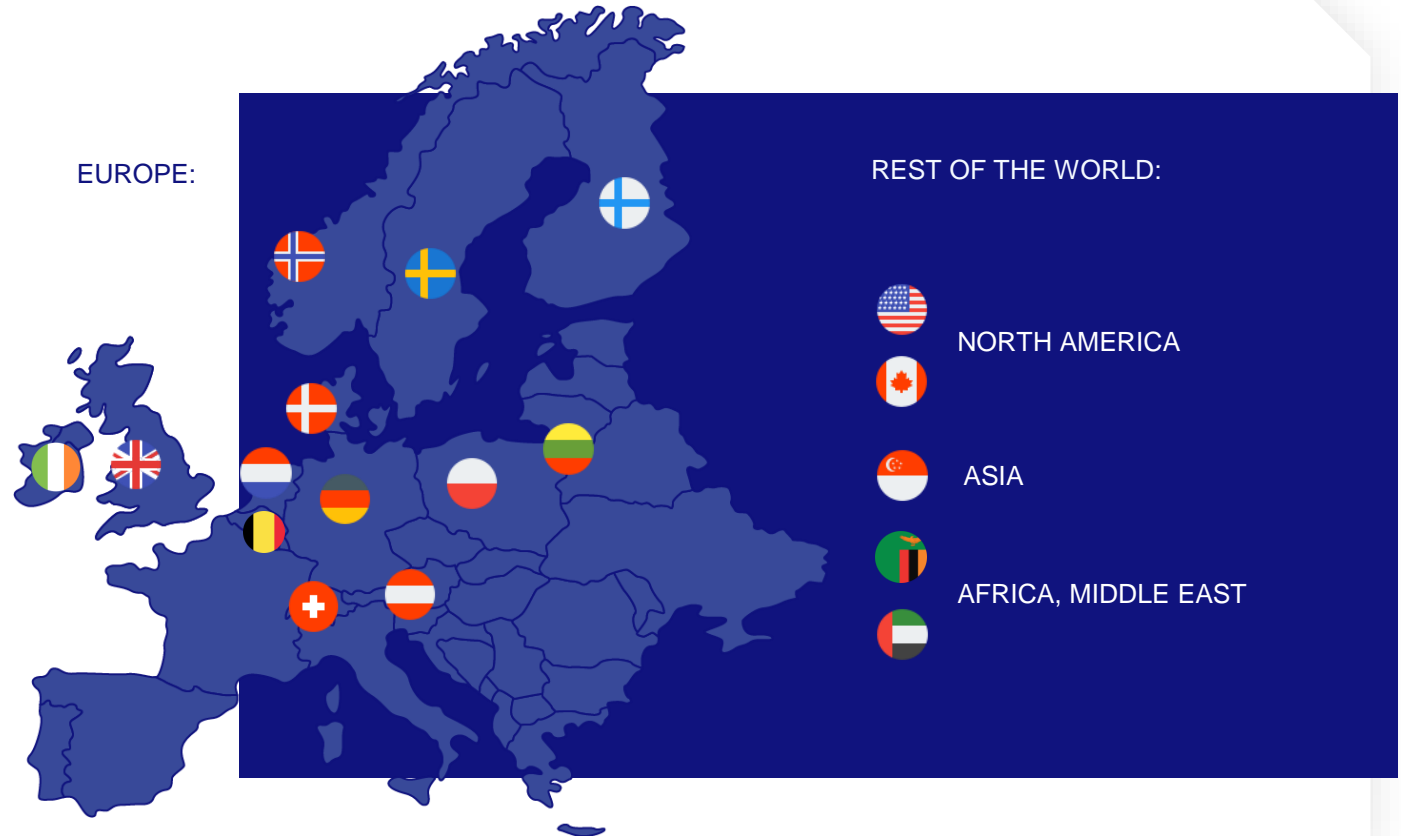 EUROPE:
REST OF THE WORLD:
NORTH AMERICA
ASIA
AFRICA, MIDDLE EAST